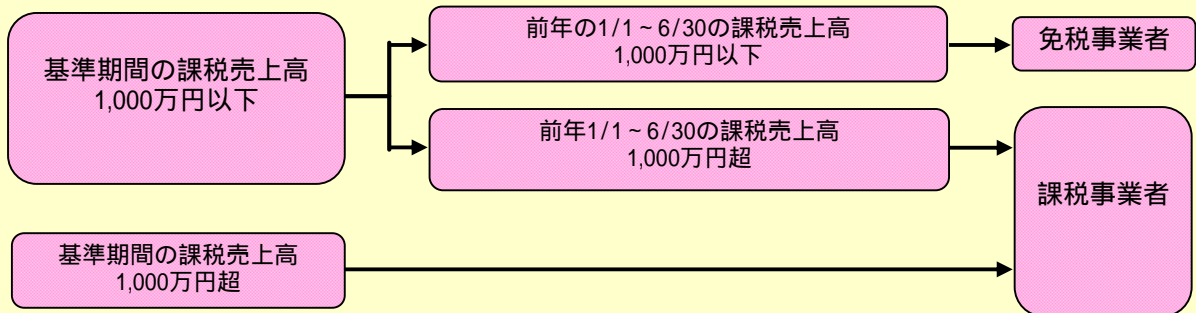 基準期間の課税売上高
1,000万円以下
前年の1/1~6/30の課税売上高
1,000万円以下
免税事業者
前年1/1~6/30の課税売上高
1,000万円超
課税事業者
基準期間の課税売上高
1,000万円超